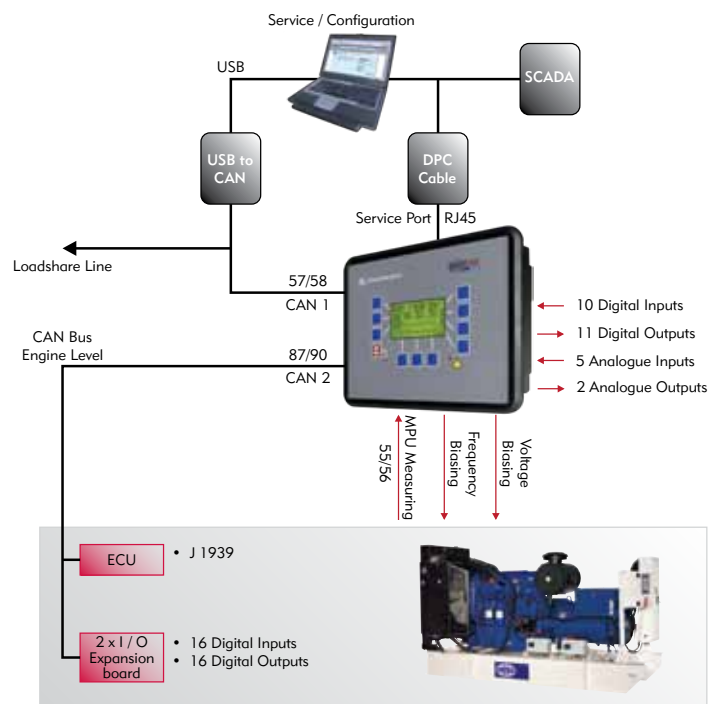 Service / Configuration
USB
SCADA
USB to
CAN
DPC
Cable
Service Port
RJ45
Loadshare Line
57/58
CAN 1
10 Digital Inputs
11 Digital Outputs
5 Analogue Inputs
2 Analogue Outputs
CAN Bus
Engine Level
87/90
CAN 2
MPU Measuring
55/56
Frequency
Biasing
Voltage
Biasing
ECU
• J 1939
2 x I / O
Expansion
board
• 16 Digital Inputs
• 16 Digital Outputs